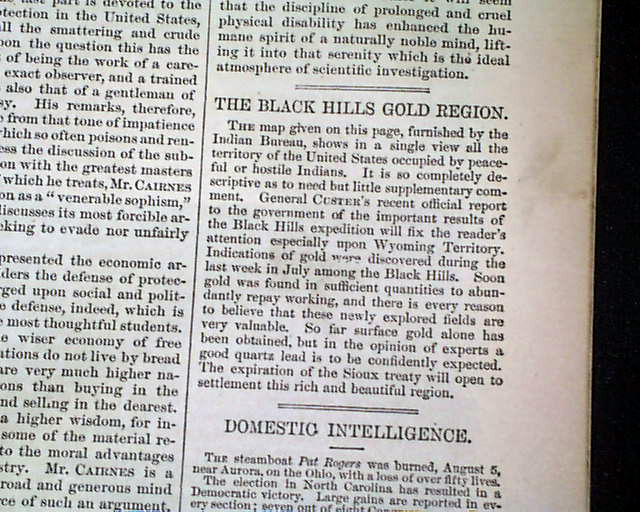 last part is devoted to the
tection in the United States,
all the smattering and crude
upon the question this has the
of being the work of a care-
exact observer, and a trained
also that of a gentleman of
sy. His remarks, therefore,
from that tone of impatience
which so often poisons and ren-
ess the discussion of the sub-
on with the greatest masters
which he treats, Mr. CAIRNES
on as a "venerable sophism,"
discusses its most forcible ar-
eking to evade nor unfairly
presented the economic ar-
ders the defense of protec-
rged upon social and polit-
e defense, indeed, which is
most thoughtful students.
e wiser economy of free
ations do not live by bread
are very much higher na-
ons than buying in the
nd selling in the dearest.
a higher wisdom, for in-
some of the material re-
to the moral advantages
stry. Mr. CAIRNES is a
road and generous mind
rce of such an argument.
that the discipline of prolonged and cruel
physical disability has enhanced the hu-
mane spirit of a naturally noble mind, lift-
ing it into that serenity which is the ideal
atmosphere of scientific investigation.
THE BLACK HILLS GOLD REGION.
THE map given on this page, furnished by the
Indian Bureau, shows in a single view all the
territory of the United States occupied by peace-
ful or hostile Indians. It is so completely de-
scriptive as to need but little supplementary com-
ment. General CUSTER's recent official report
to the government of the important results of
the Black Hills expedition will fix the reader's
attention especially upon Wyoming Territory.
Indications of gold were discovered during the
last week in July among the Black Hills. Soon
gold was found in sufficient quantities to abun-
dantly repay working, and there is every reason
to believe that these newly explored fields are
very valuable. So far surface gold alone has
been obtained, but in the opinion of experts a
good quartz lead is to be confidently expected.
The expiration of the Sioux treaty will open to
settlement this rich and beautiful region.
DOMESTIC INTELLIGENCE.
THE steamboat Pat Rogers was burned, August 5,
near Aurora, on the Ohio, with a loss of over fifty lives.
The election in North Carolina has resulted in a
Democratic victory. Large gains are reported in ev-
ery section; seven out of eight